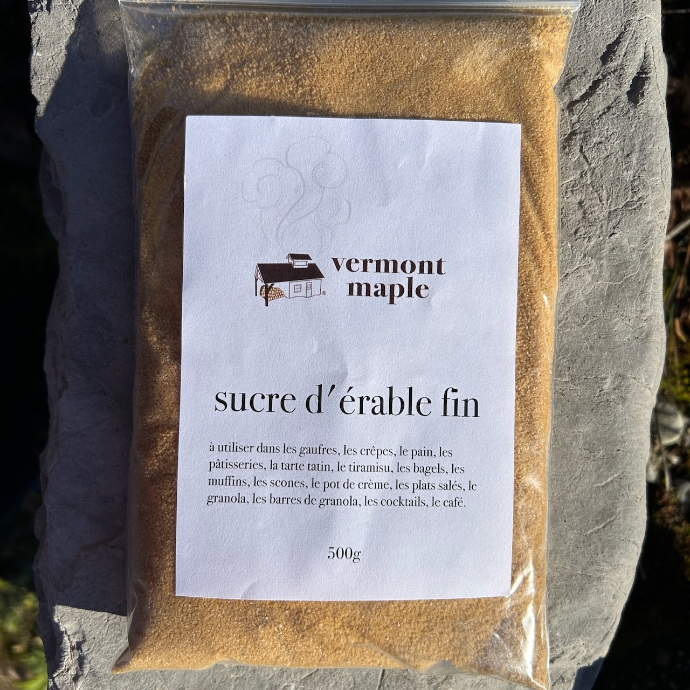 vermont
maple
sucre d'érable fin
à utiliser dans les gaufres, les crêpes, le pain, les
pâtisseries, la tarte tatin, le tiramisu, les bagels, les
muffins, les scones, le pot de crème, les plats salés, le
granola, les barres de granola, les cocktails, le café.
500g